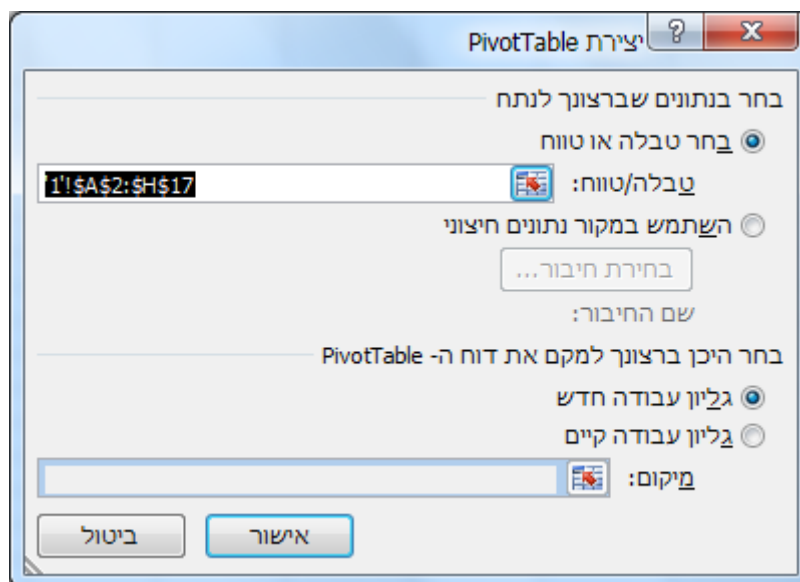 יצירת PivotTable
בחר בנתונים שברצונך לנתח
בחר טבלה או טווח
טבלה/טווח: '1'!$A$2:$H$17
השתמש במקור נתונים חיצוני
בחירת חיבור...
שם החיבור:
בחר היכן ברצונך למקם את דוח ה- PivotTable
גליון עבודה חדש
גליון עבודה קיים
מיקום:
אישור ביטול